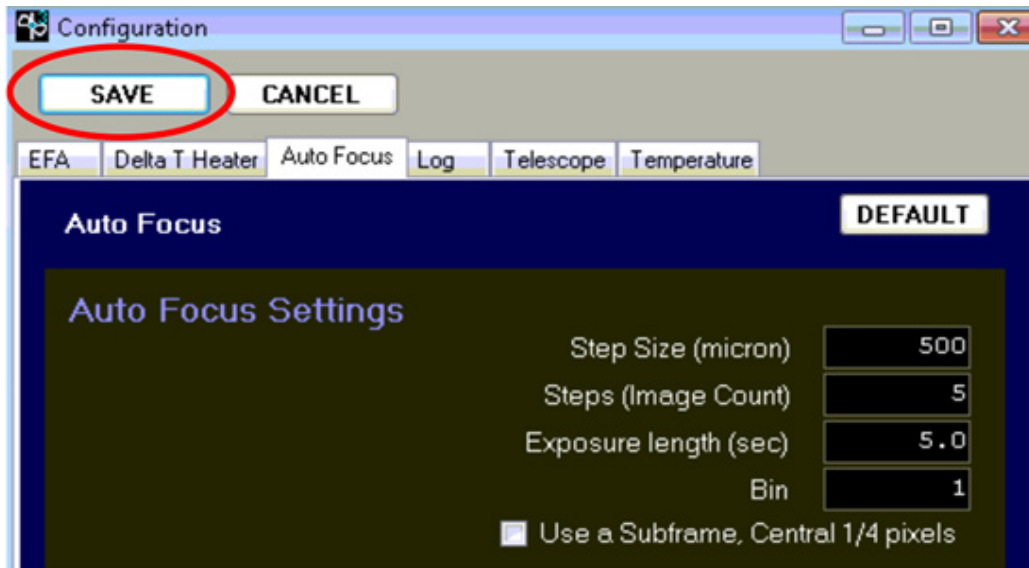 Configuration
SAVE CANCEL
EFA Delta T Heater Auto Focus Log Telescope Temperature
Auto Focus DEFAULT
Auto Focus Settings
Step Size (micron) 500
Steps (Image Count) 5
Exposure length (sec) 5.0
Bin 1
Use a Subframe, Central 1/4 pixels